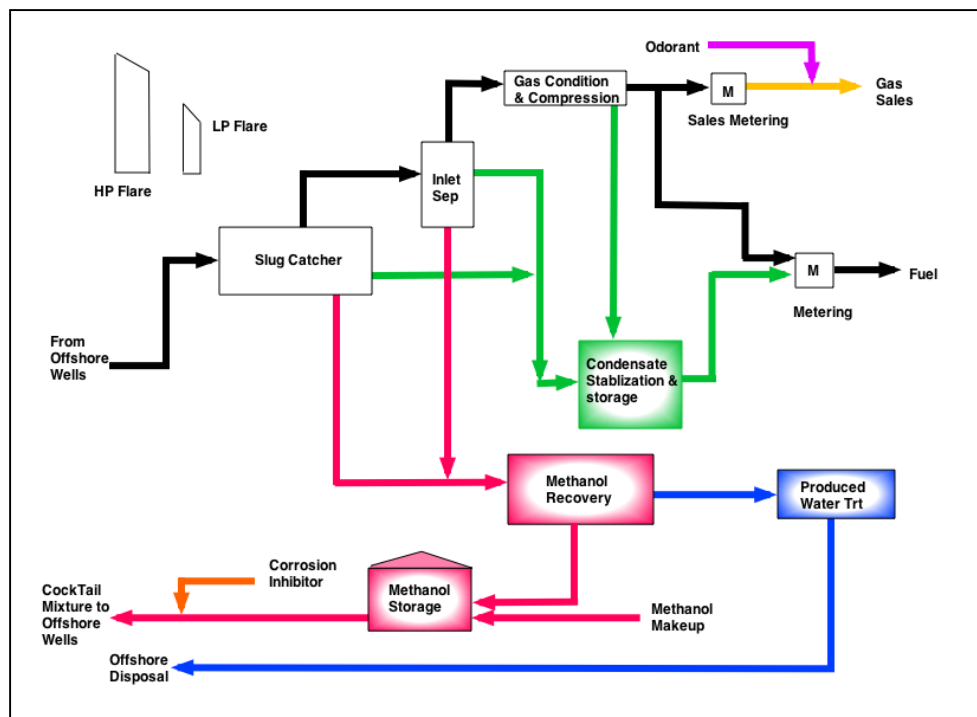 Odorant
Gas Condition
& Compression
M
Gas
Sales
Sales Metering
LP Flare
HP Flare
Inlet
Sep
Slug Catcher
M
Fuel
Metering
From
Offshore
Wells
Condensate
Stablization &
storage
Methanol
Recovery
Produced
Water Trt
Corrosion
Inhibitor
CockTail
Mixture to
Offshore
Wells
Methanol
Storage
Methanol
Makeup
Offshore
Disposal